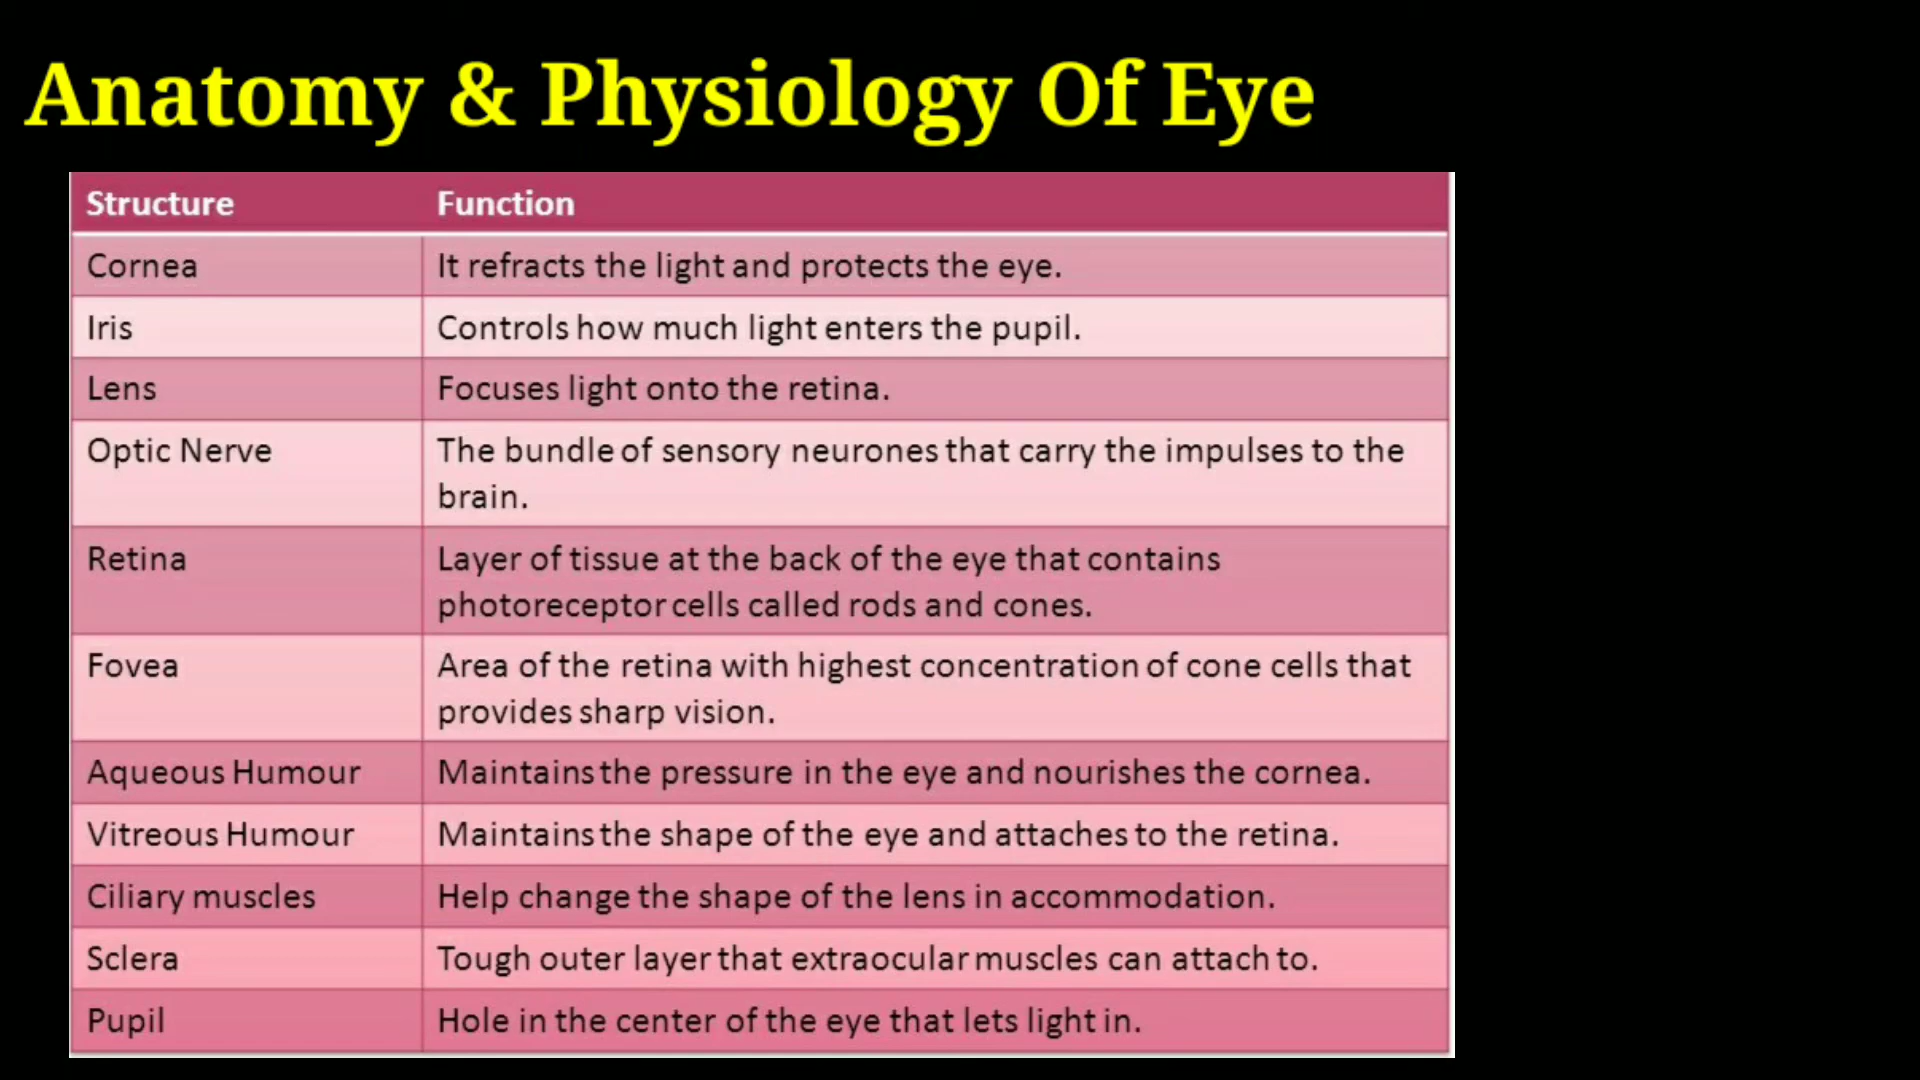 Anatomy & Physiology Of Eye
Structure Function
Cornea It refracts the light and protects the eye.
Iris Controls how much light enters the pupil.
Lens Focuses light onto the retina.
Optic Nerve The bundle of sensory neurones that carry the impulses to the
brain.
Retina Layer of tissue at the back of the eye that contains
photoreceptor cells called rods and cones.
Fovea Area of the retina with highest concentration of cone cells that
provides sharp vision.
Aqueous Humour Maintains the pressure in the eye and nourishes the cornea.
Vitreous Humour Maintains the shape of the eye and attaches to the retina.
Ciliary muscles Help change the shape of the lens in accommodation.
Sclera Tough outer layer that extraocular muscles can attach to.
Pupil Hole in the center of the eye that lets light in.